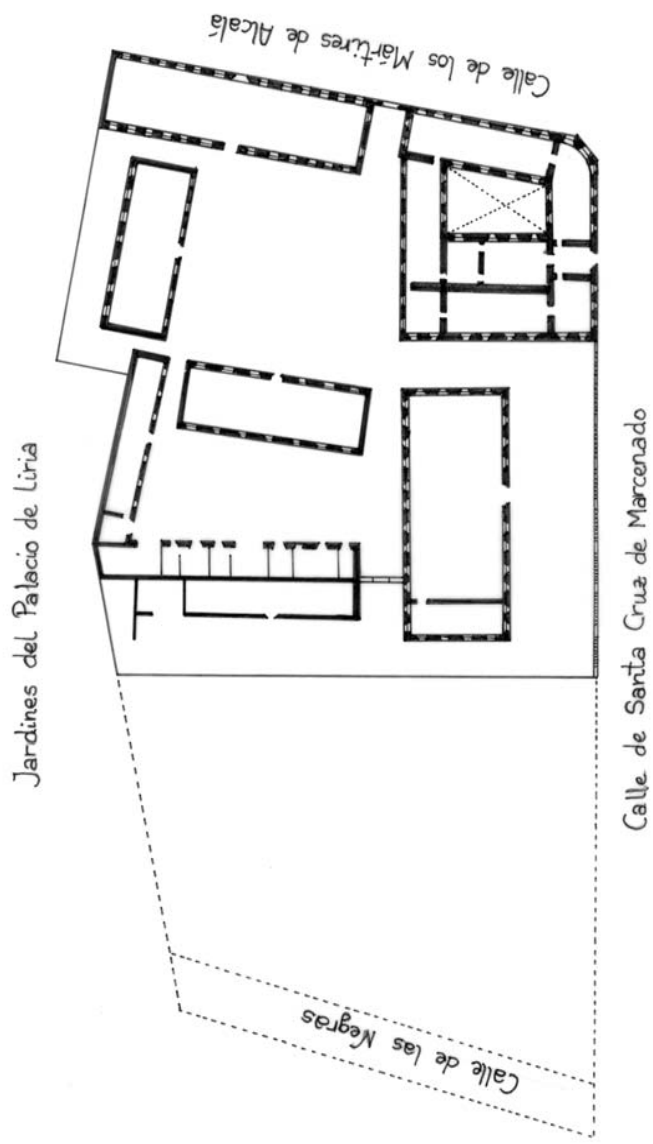 Calle de los Mártires de Alcalá
Jardines del Palacio de Liria
Calle de Santa Cruz de Marcenado
Calle de las Negras